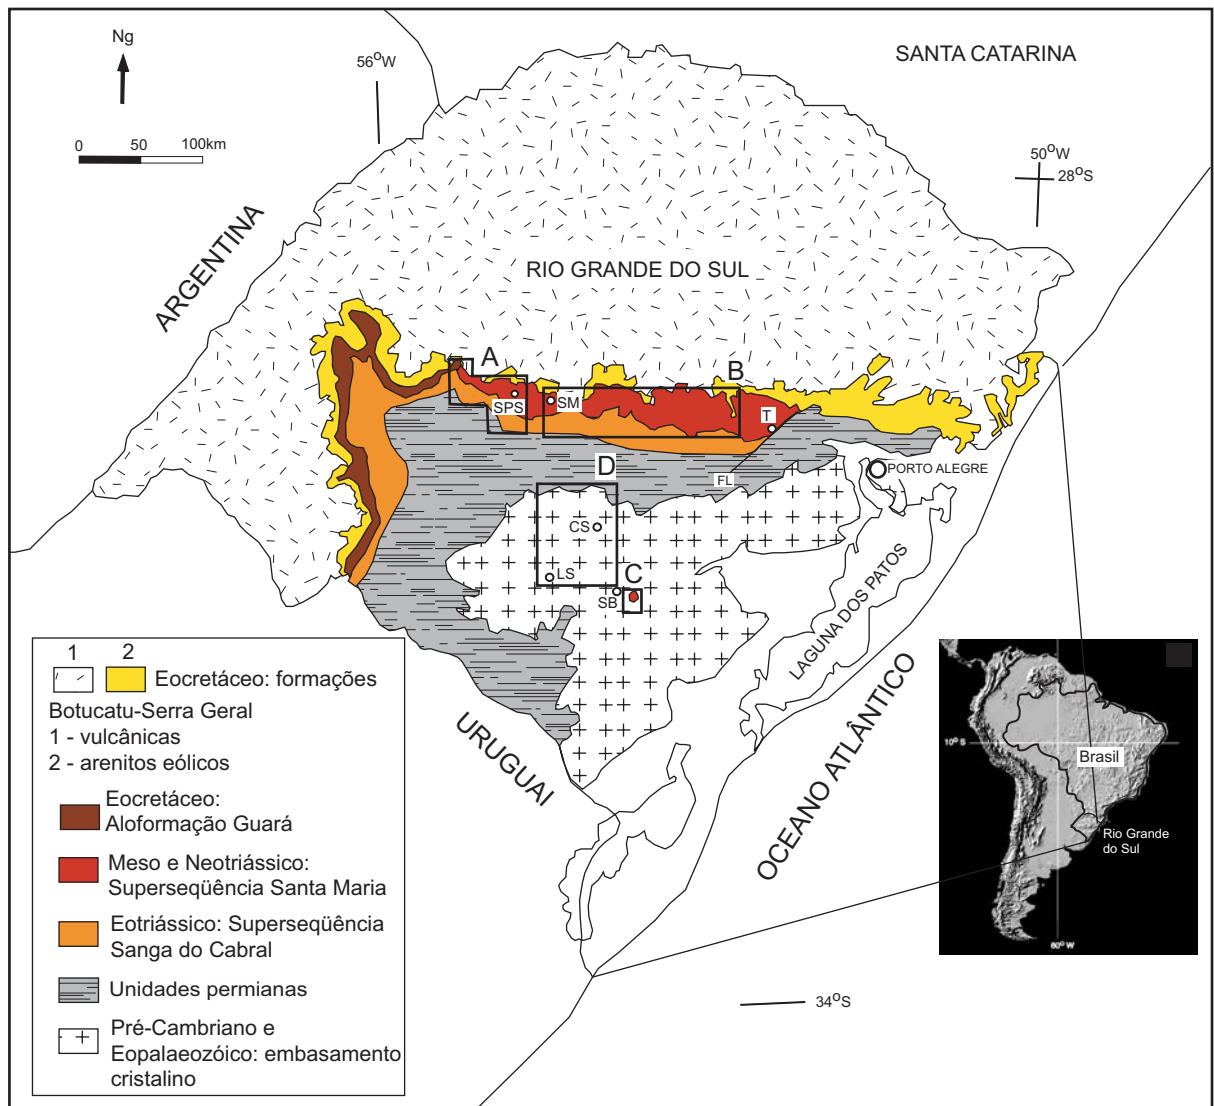 Ng
SANTA CATARINA
56°W
0 50 100km
50°W
28°S
ARGENTINA
RIO GRANDE DO SUL
A
B
SPS
SM
T
D
FL
PORTO ALEGRE
CS
LS
C
SB
LAGUNA DOS PATOS
URUGUAI
OCEANO ATLÂNTICO
34°S
1 2
Eocretáceo: formações
Botucatu-Serra Geral
1 - vulcânicas
2 - arenitos eólicos
Eocretáceo:
Aloformação Guará
Meso e Neotriássico:
Superseqüência Santa Maria
Eotriássico: Superseqüência
Sanga do Cabral
Unidades permianas
Pré-Cambriano e
Eopalaeozóico: embasamento
cristalino
10° S
Brasil
Rio Grande
do Sul
60° W